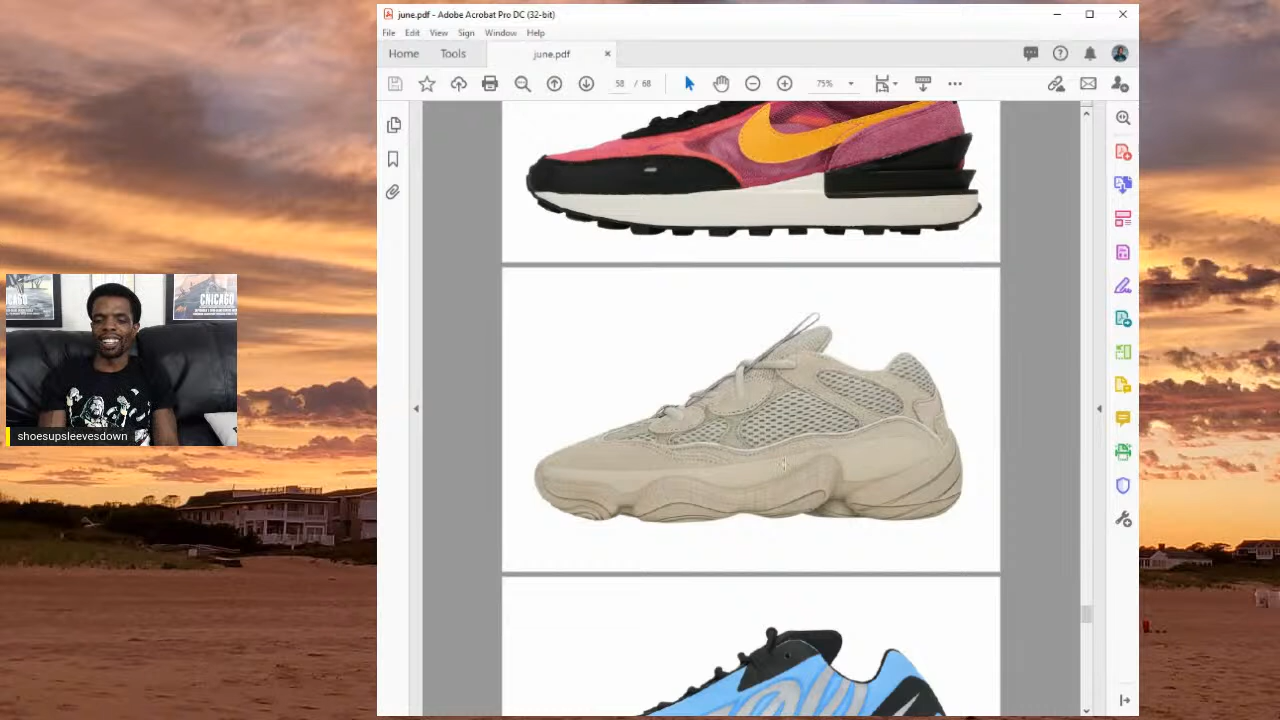 june.pdf - Adobe Acrobat Pro DC (32-bit)
File Edit View Sign Window Help
Home Tools june.pdf
58 / 68 75%
CHICAGO
shoesupsleevesdown